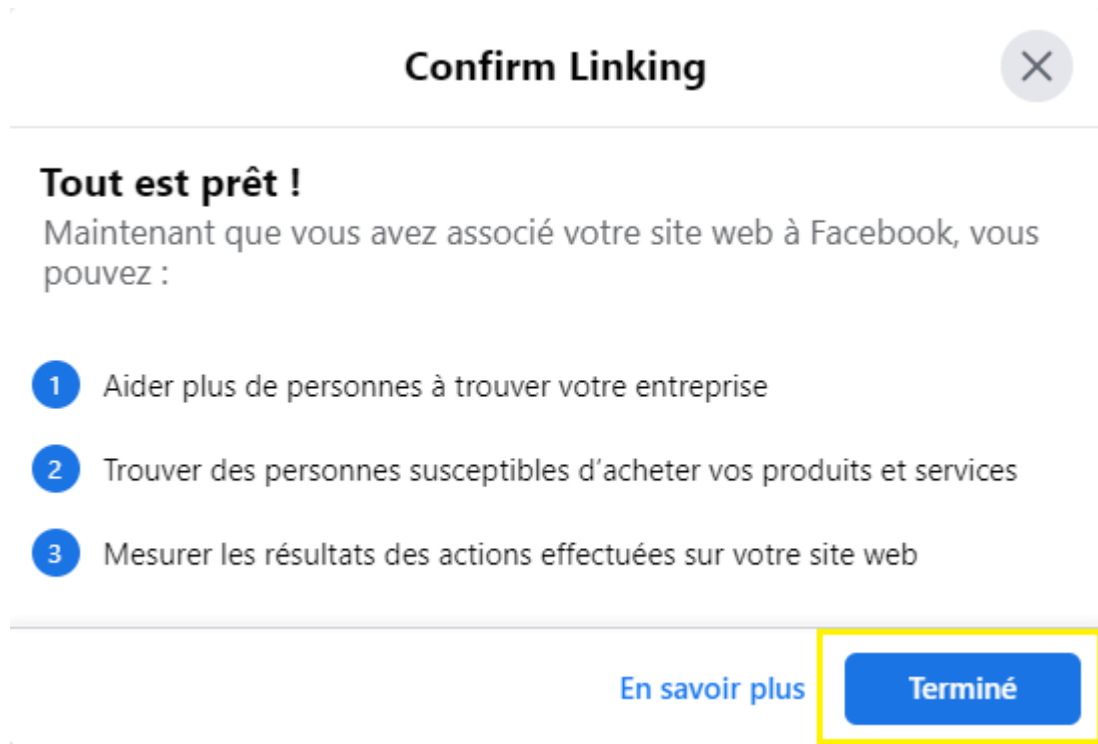 Confirm Linking
Tout est prêt !
Maintenant que vous avez associé votre site web à Facebook, vous
pouvez :
1 Aider plus de personnes à trouver votre entreprise
2 Trouver des personnes susceptibles d’acheter vos produits et services
3 Mesurer les résultats des actions effectuées sur votre site web
En savoir plus Terminé